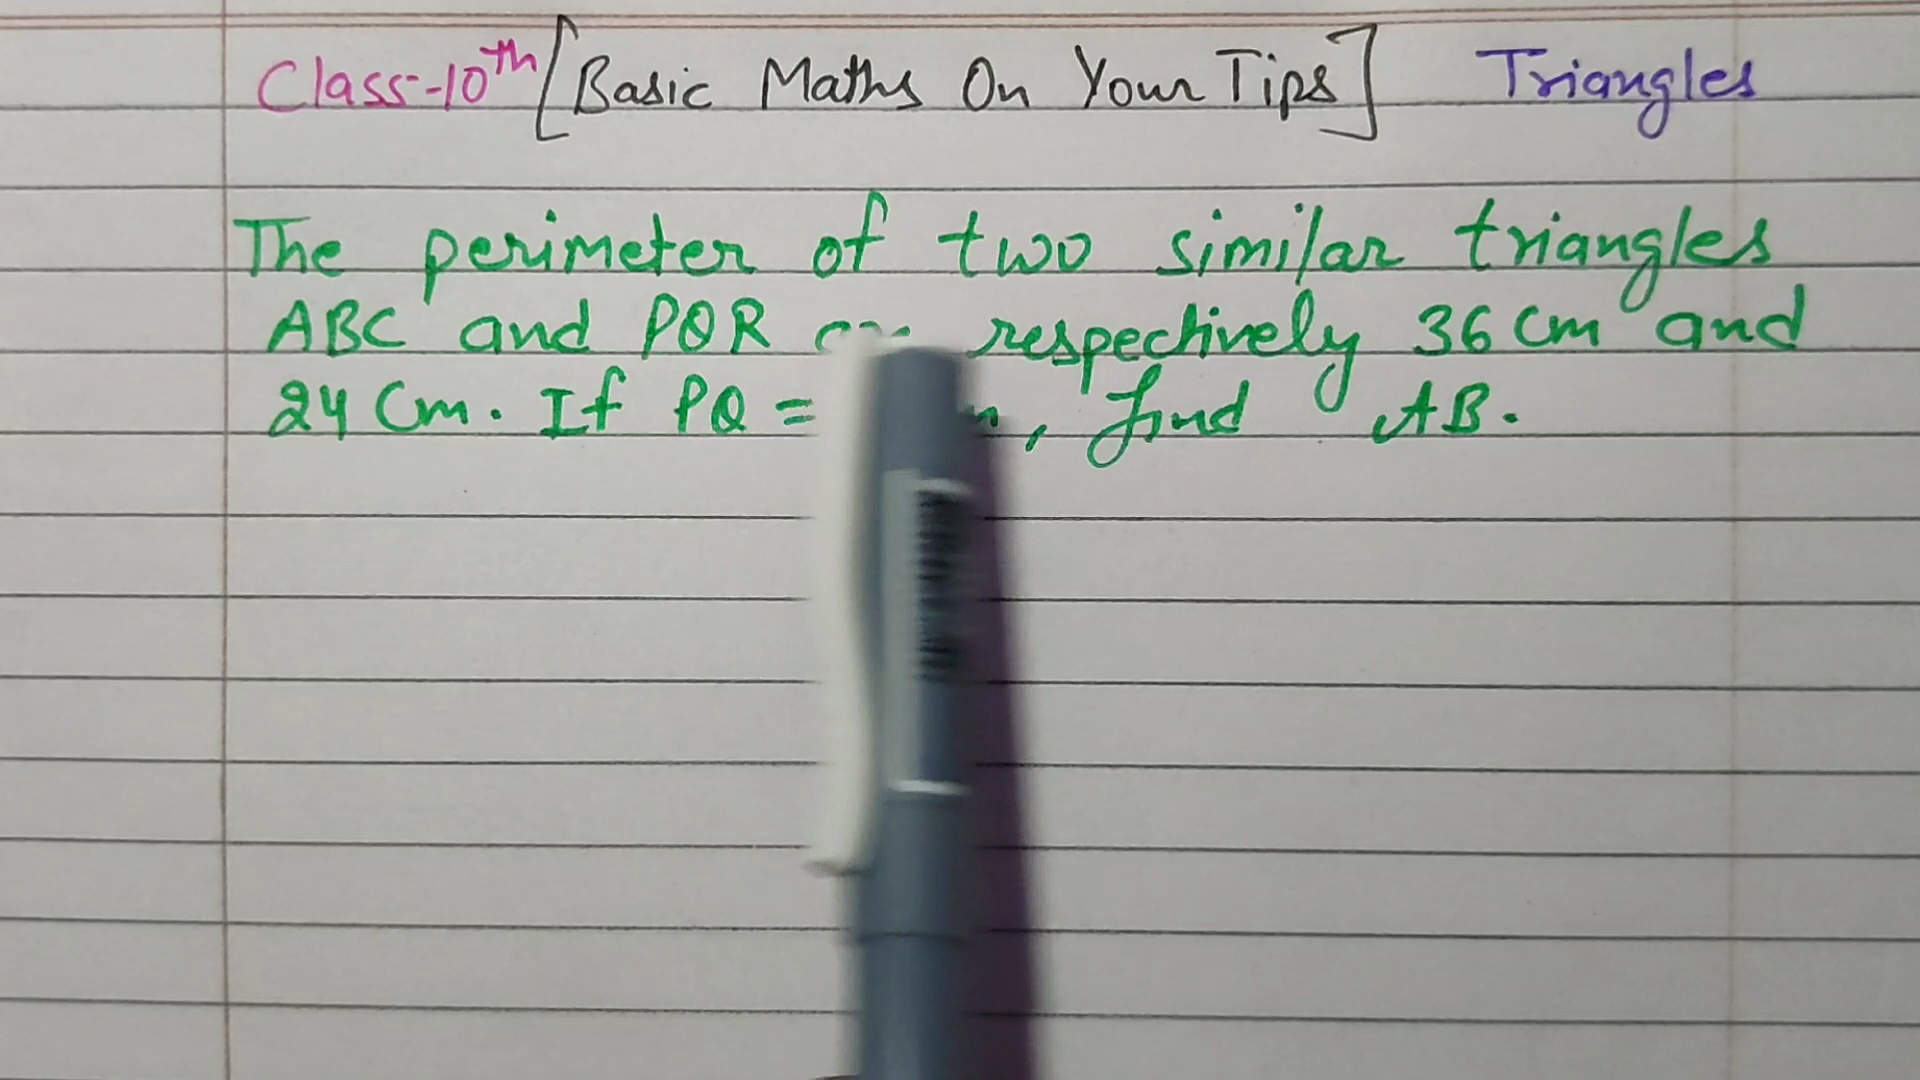 Class-10th [Basic Maths On Your Tips] Triangles
The perimeter of two similar triangles
ABC and PQR respectively 36 cm and
24 cm. If PQ = , find AB.